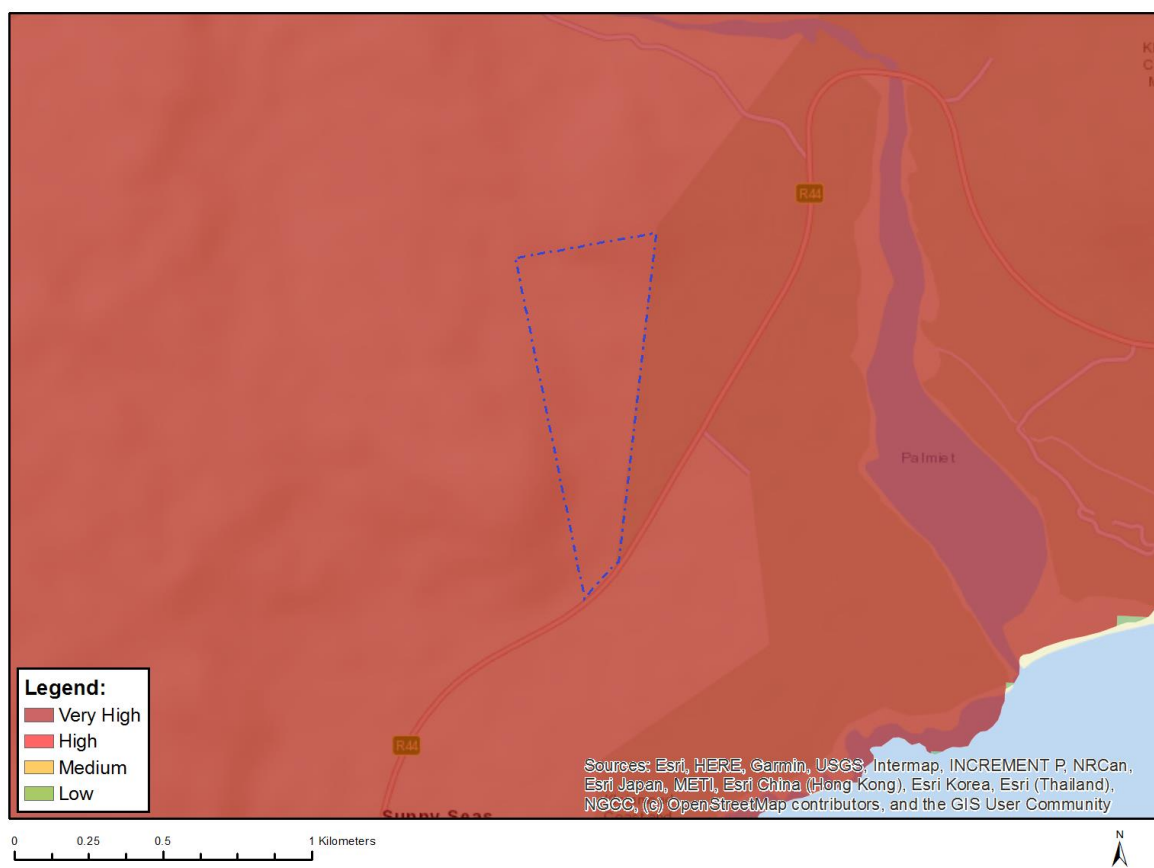 R44
Palmiet
R44
Legend:
Very High
High
Medium
Low
Sources: Esri, HERE, Garmin, USGS, Intermap, INCREMENT P, NRCan,
Esri Japan, METI, Esri China (Hong Kong), Esri Korea, Esri (Thailand),
NGCC, (c) OpenStreetMap contributors, and the GIS User Community
Sunny Seas
0 0.25 0.5 1 Kilometers
N